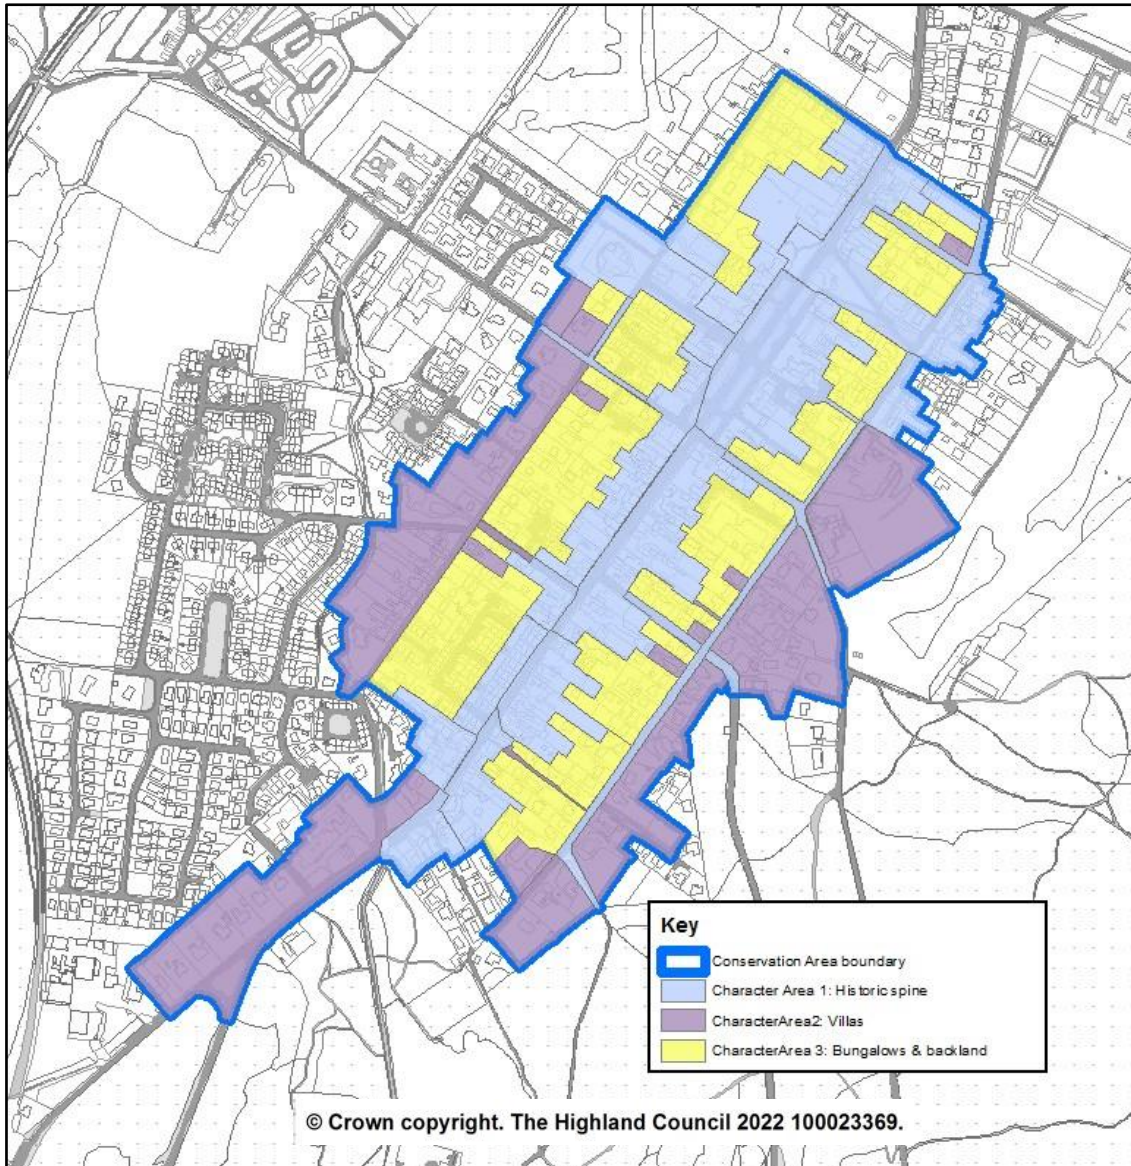 Key
Conservation Area boundary
Character Area 1: Historic spine
CharacterArea2: Villas
CharacterArea 3: Bungalows & backland
© Crown copyright. The Highland Council 2022 100023369.